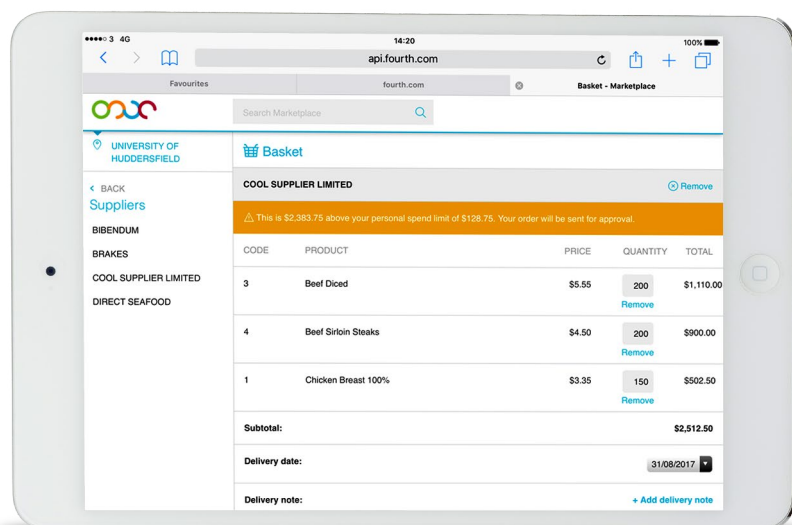 3 4G
14:20
100%
api.fourth.com
Favourites
fourth.com
Basket - Marketplace
Search Marketplace
UNIVERSITY OF
HUDDERSFIELD
Basket
< BACK
Suppliers
BIBENDUM
BRAKES
COOL SUPPLIER LIMITED
DIRECT SEAFOOD
COOL SUPPLIER LIMITED
Remove
This is $2,383.75 above your personal spend limit of $128.75. Your order will be sent for approval.
CODE PRODUCT PRICE QUANTITY TOTAL
3 Beef Diced $5.55 200 $1,110.00
Remove
4 Beef Sirloin Steaks $4.50 200 $900.00
Remove
1 Chicken Breast 100% $3.35 150 $502.50
Remove
Subtotal: $2,512.50
Delivery date: 31/08/2017
Delivery note: + Add delivery note